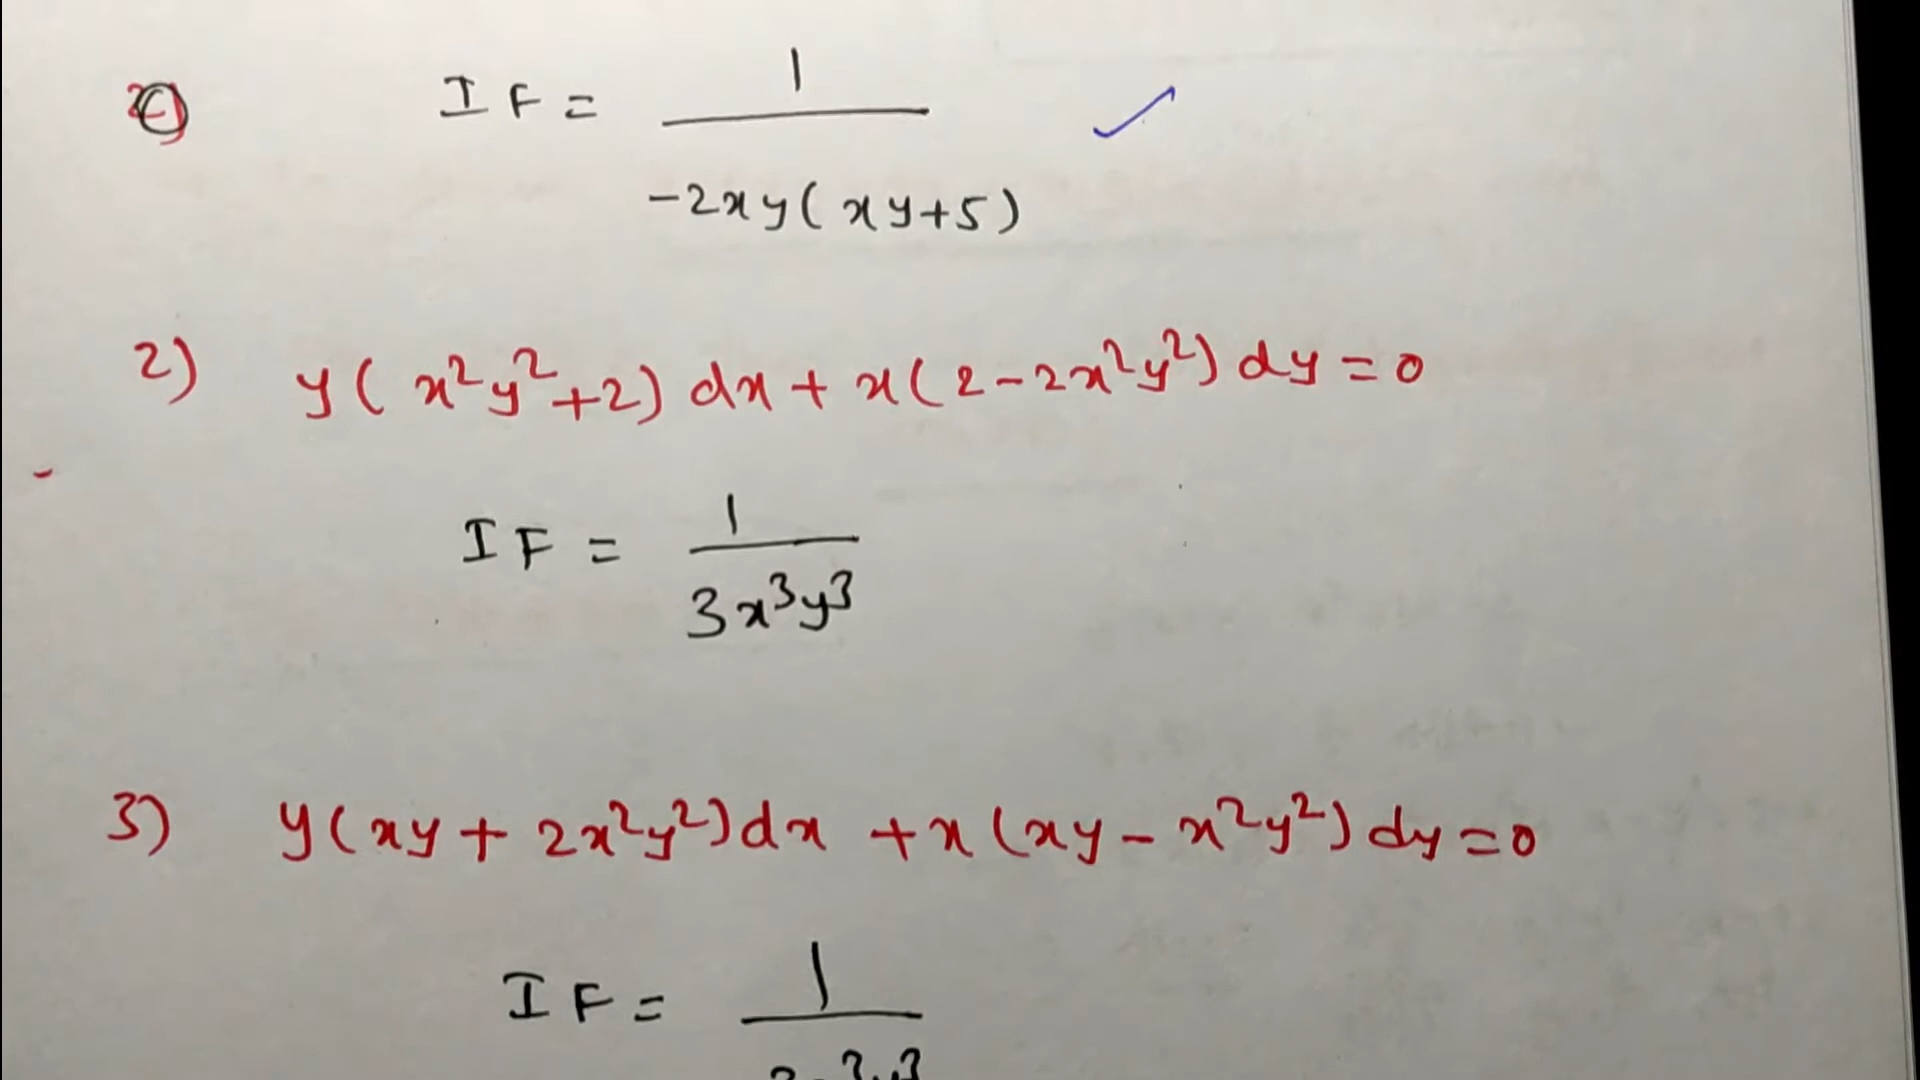 c) IF = 1 / -2xy(xy+5) ✓
2) y(x²y²+2)dx + x(2-2x²y²)dy=0
IF = 1 / 3x³y³
3) y(xy + 2x²y²)dx + x(xy - x²y²)dy=0
IF = 1